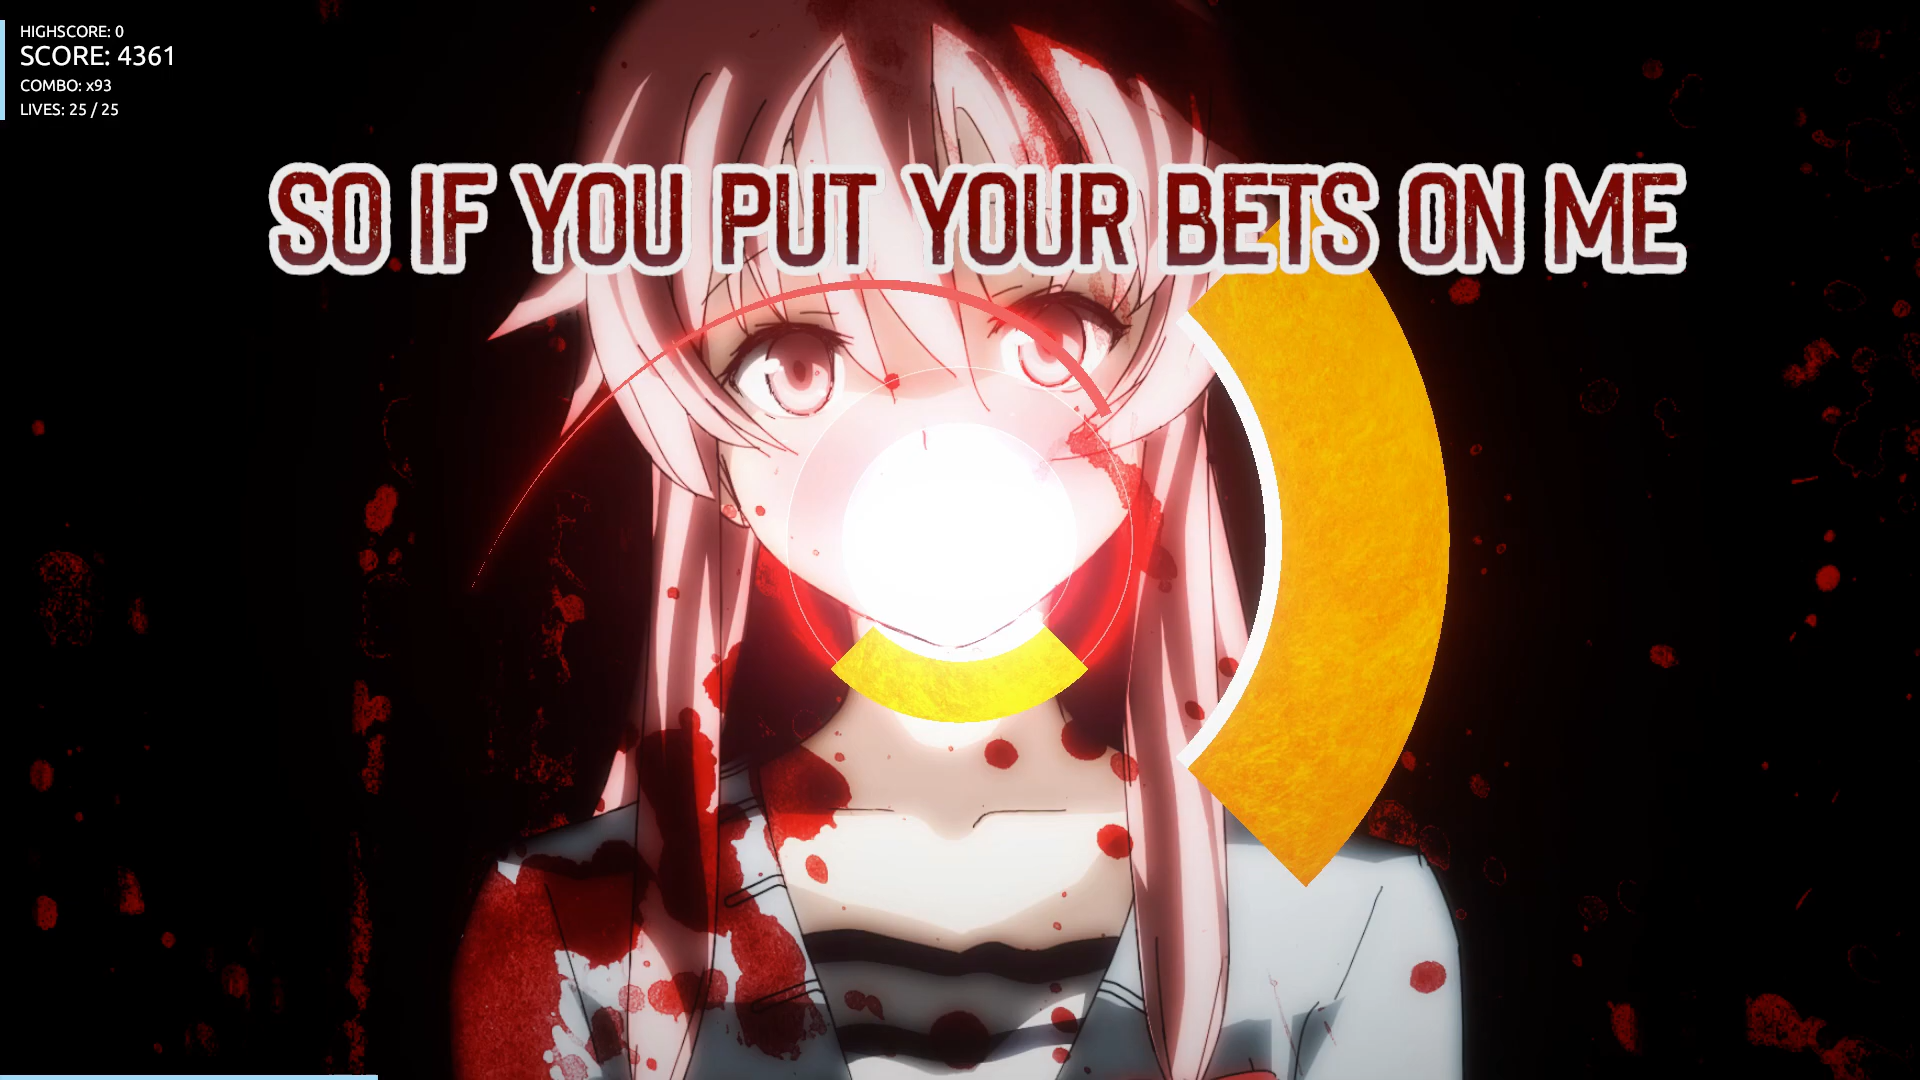 HIGHSCORE: 0
SCORE: 4361
COMBO: x93
LIVES: 25 / 25
SO IF YOU PUT YOUR BETS ON ME